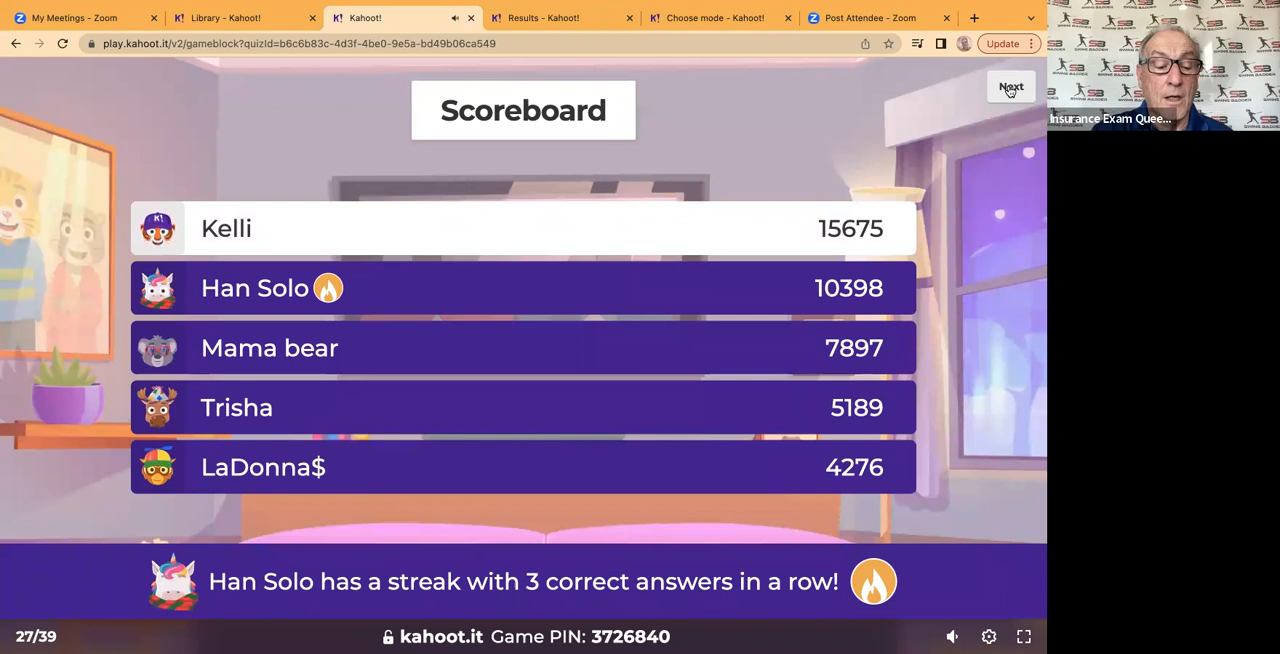 My Meetings - Zoom
Library - Kahoot!
Kahoot!
Results - Kahoot!
Choose mode - Kahoot!
Post Attendee - Zoom
play.kahoot.it/v2/gameblock?quizId=b6c6b83c-4d3f-4be0-9e5a-bd49b06ca549
Update
Next
Scoreboard
Kelli 15675
Han Solo 10398
Mama bear 7897
Trisha 5189
LaDonna$ 4276
Han Solo has a streak with 3 correct answers in a row!
27/39
kahoot.it Game PIN: 3726840
SB
SWING BADDER
Insurance Exam Quee...